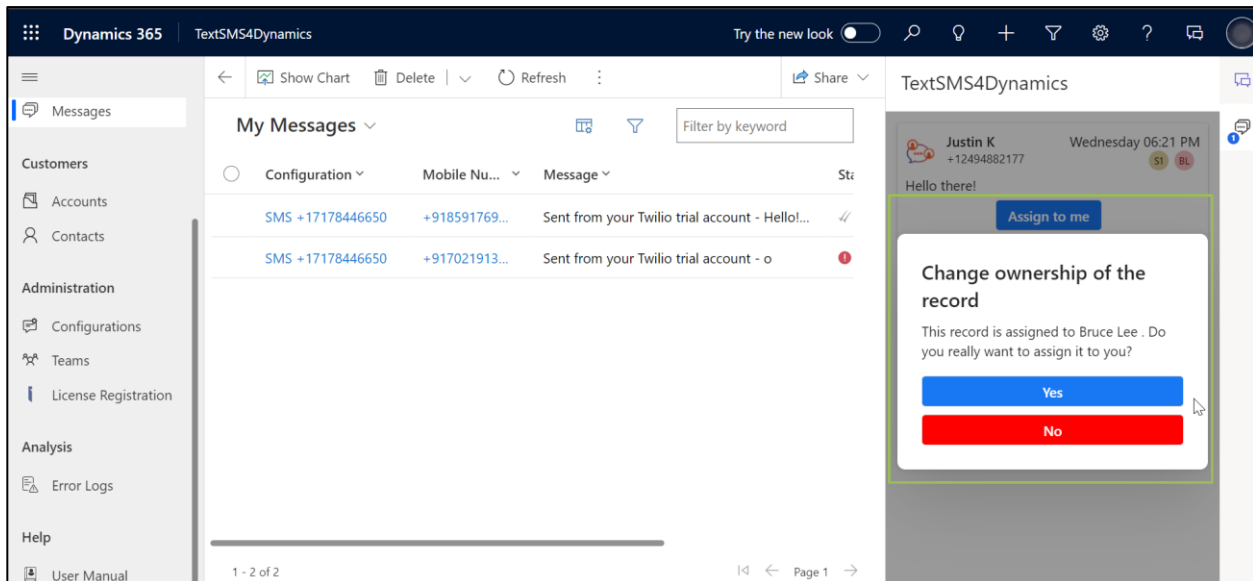 Dynamics 365
TextSMS4Dynamics
Try the new look
Messages
Customers
Accounts
Contacts
Administration
Configurations
Teams
License Registration
Analysis
Error Logs
Help
User Manual
Show Chart
Delete
Refresh
Share
My Messages
Filter by keyword
Configuration
Mobile Nu...
Message
Sta
SMS +17178446650
+918591769...
Sent from your Twilio trial account - Hello!...
SMS +17178446650
+917021913...
Sent from your Twilio trial account - o
1 - 2 of 2
Page 1
TextSMS4Dynamics
Justin K
Wednesday 06:21 PM
+12494882177
S1
BL
Hello there!
Assign to me
Change ownership of the
record
This record is assigned to Bruce Lee . Do
you really want to assign it to you?
Yes
No
1